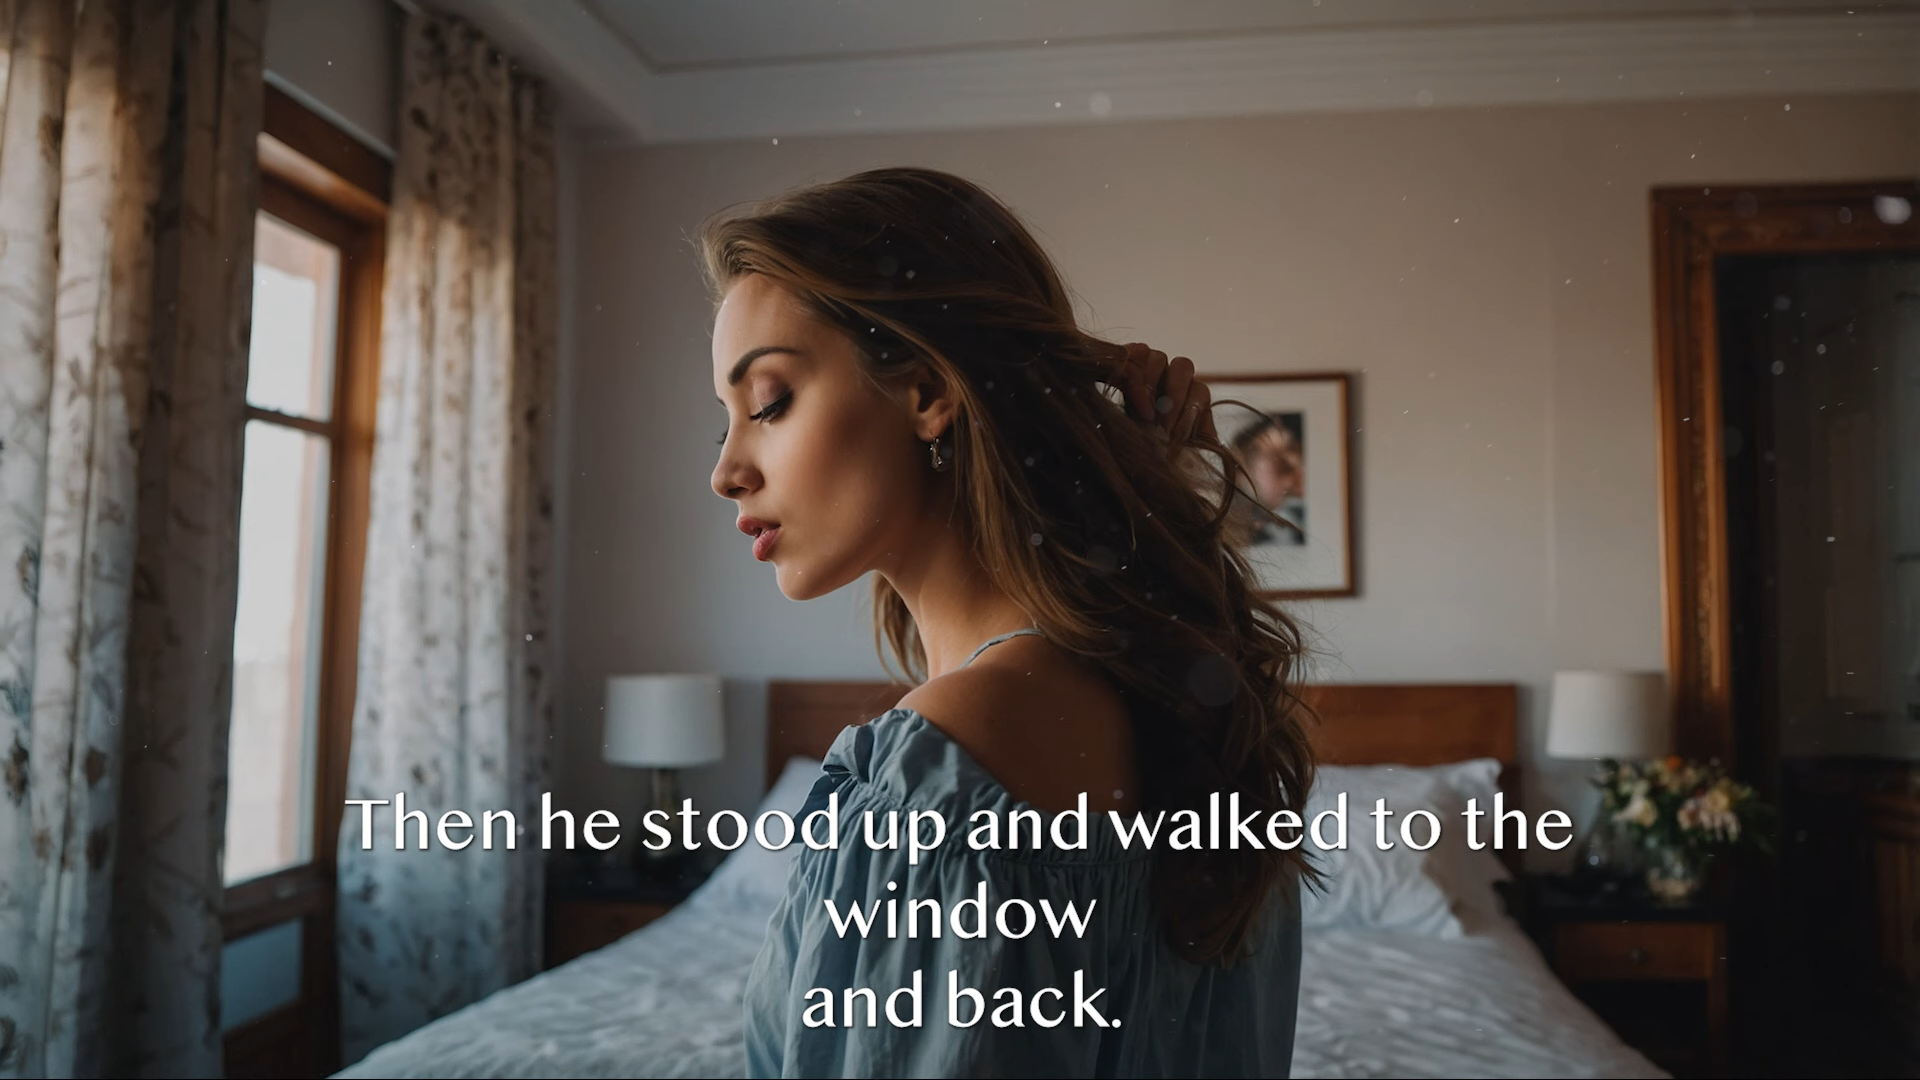 Then he stood up and walked to the
window
and back.